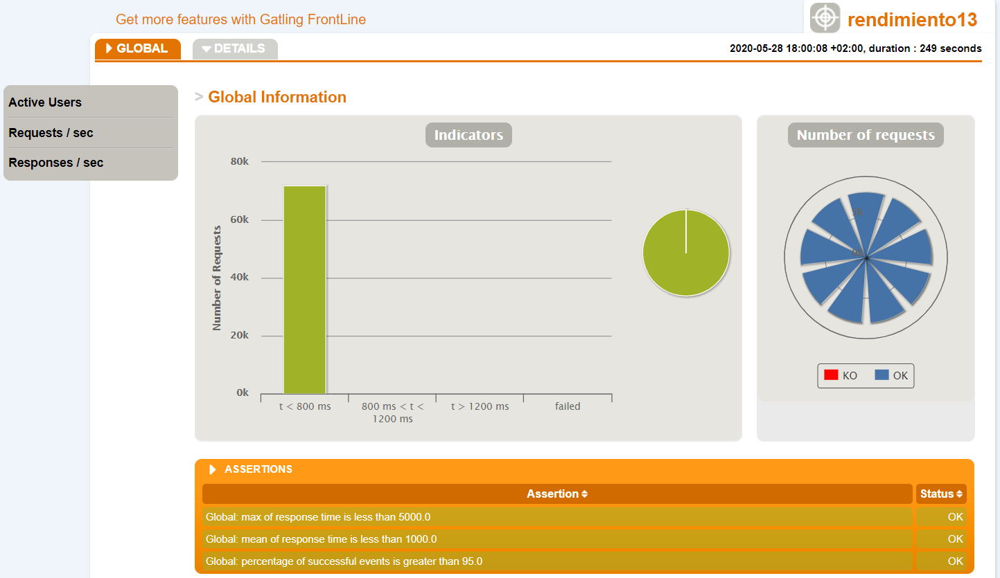 Get more features with Gatling FrontLine
rendimiento13
GLOBAL
DETAILS
2020-05-28 18:00:08 +02:00, duration : 249 seconds
Active Users
Requests / sec
Responses / sec
> Global Information
Indicators
Number of Requests
80k
60k
40k
20k
0k
t < 800 ms
800 ms < t <
1200 ms
t > 1200 ms
failed
Number of requests
5k
0k
KO
OK
ASSERTIONS
Assertion
Status
Global: max of response time is less than 5000.0
OK
Global: mean of response time is less than 1000.0
OK
Global: percentage of successful events is greater than 95.0
OK